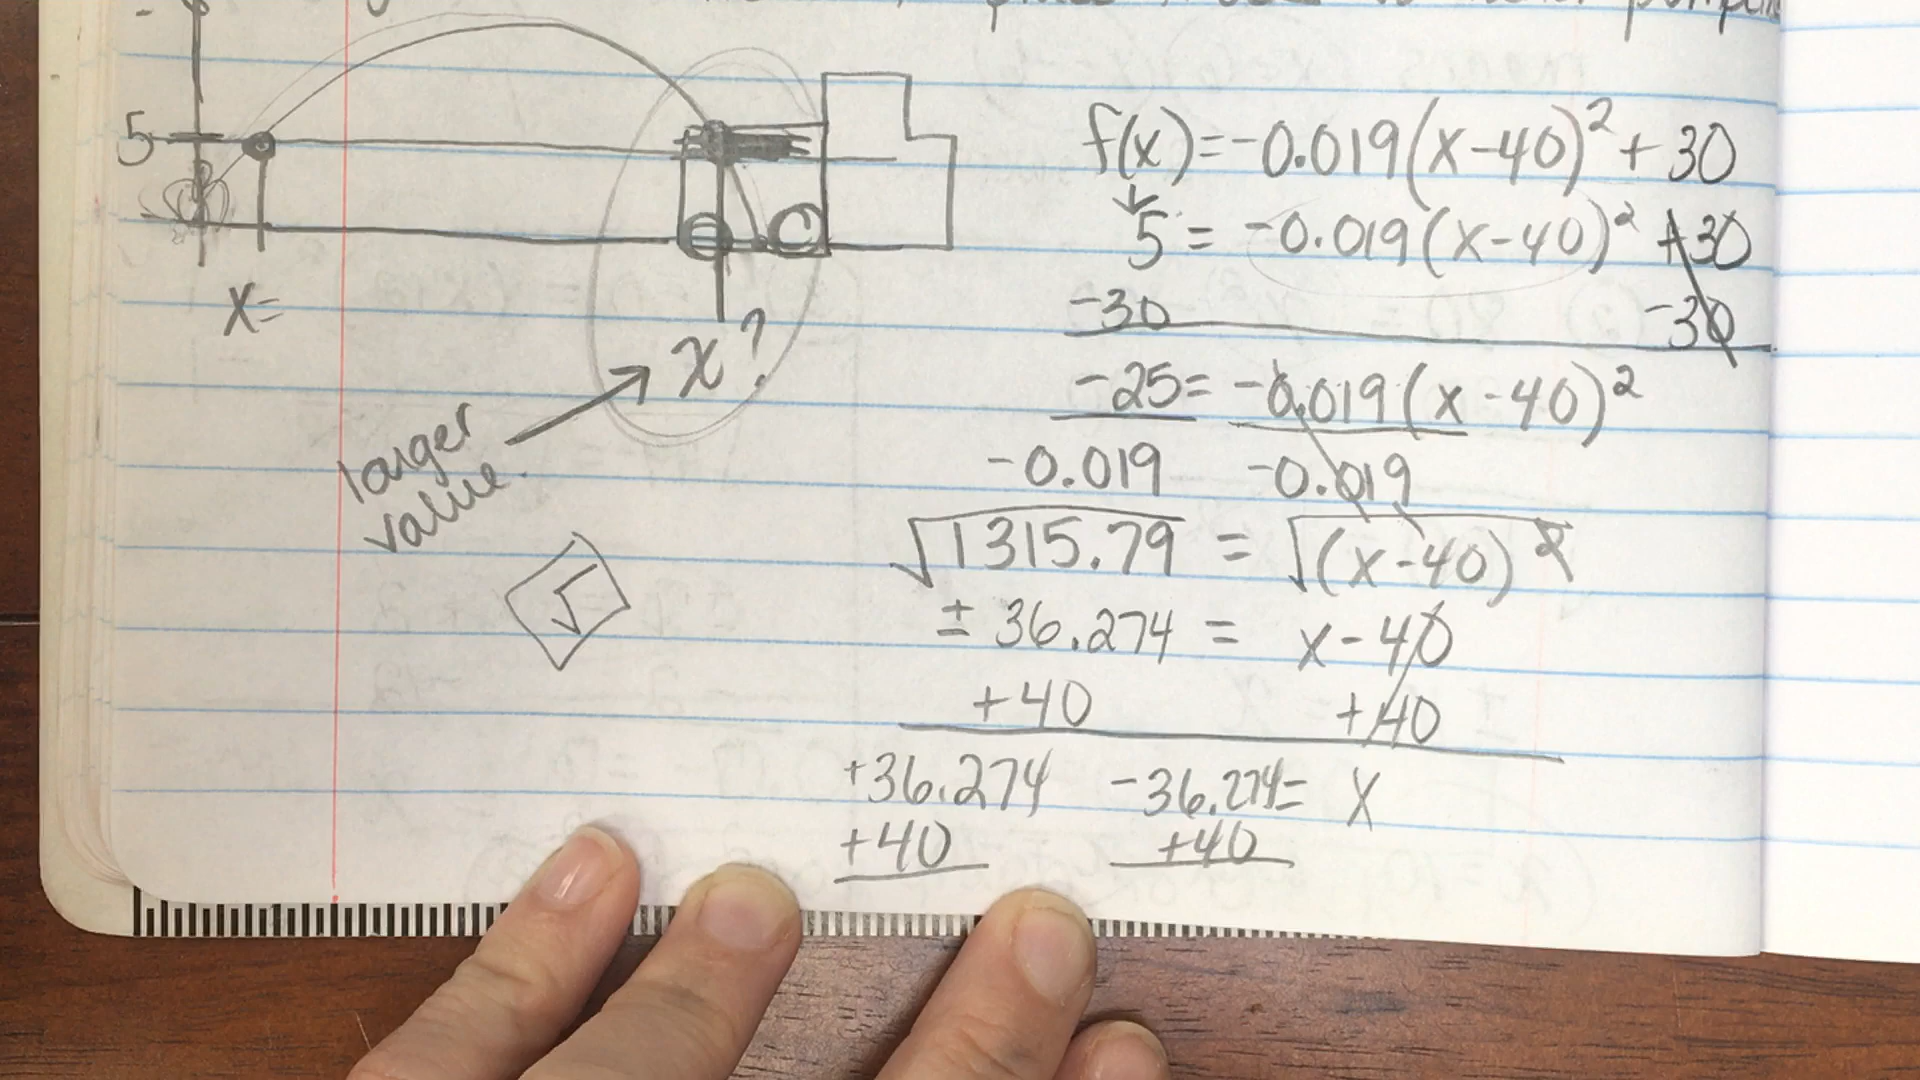 5
x=
x?
larger
value
√
f(x)=-0.019(x-40)²+30
5 = -0.019(x-40)² +30
-30 -30
-25= -0.019(x-40)²
-0.019 -0.019
√1315.79 = √(x-40)²
± 36.274 = x-40
+40 +40
+36.274 -36.274= x
+40 +40